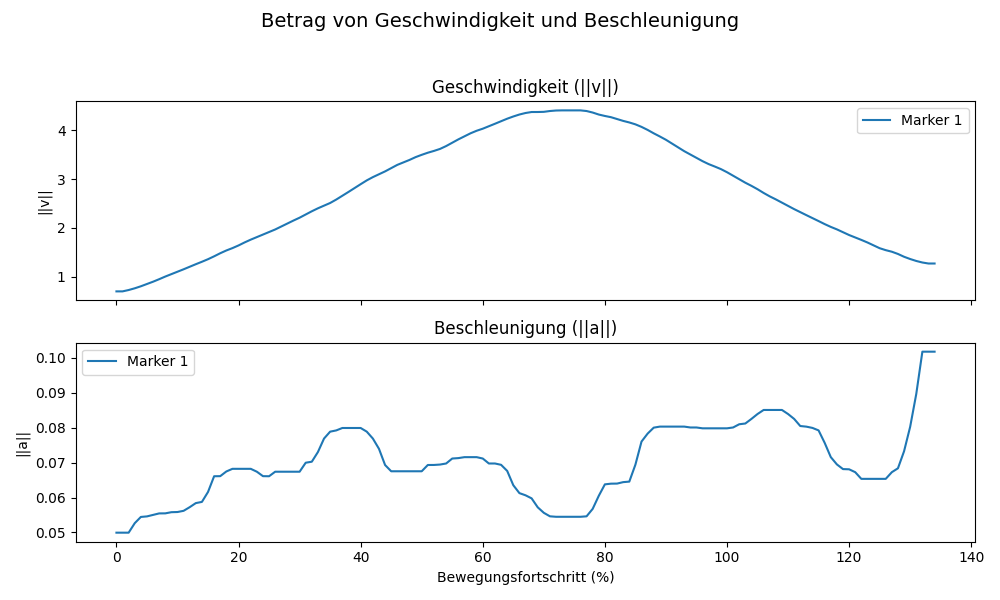 Betrag von Geschwindigkeit und Beschleunigung
Geschwindigkeit (||v||)
Marker 1
4
3
2
1
||v||
Beschleunigung (||a||)
Marker 1
0.10
0.09
0.08
0.07
0.06
0.05
||a||
0 20 40 60 80 100 120 140
Bewegungsfortschritt (%)